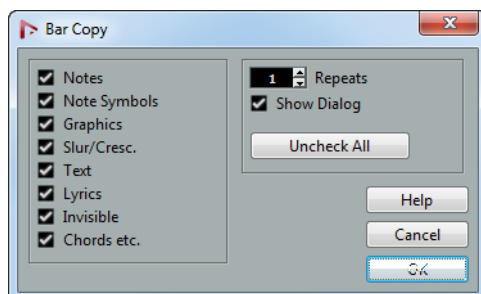 Bar Copy
Notes
Note Symbols
Graphics
Slur/Cresc.
Text
Lyrics
Invisible
Chords etc.
1 Repeats
Show Dialog
Uncheck All
Help
Cancel
OK